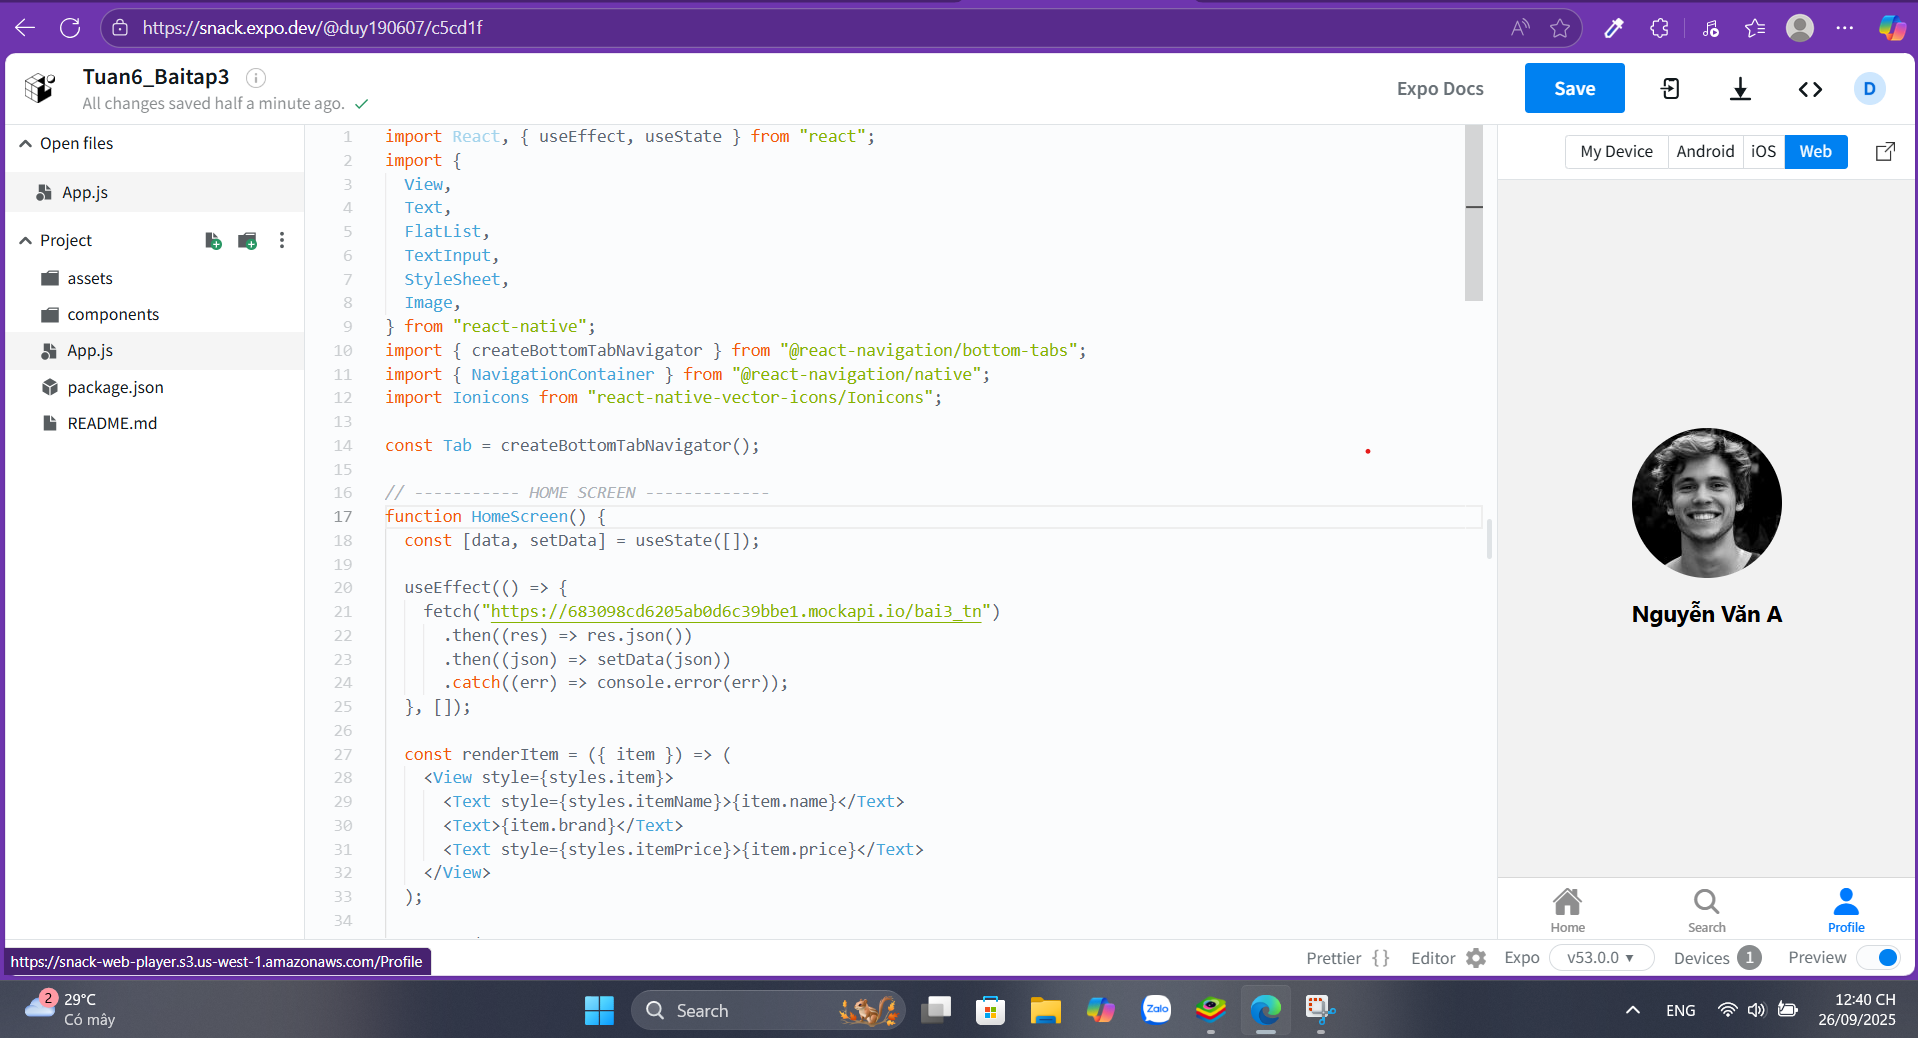 https://snack.expo.dev/@duy190607/c5cd1f
Tuan6_Baitap3
All changes saved half a minute ago.
Expo Docs
Save
D
Open files
App.js
Project
assets
components
App.js
package.json
README.md
1 import React, { useEffect, useState } from "react";
2 import {
3 View,
4 Text,
5 FlatList,
6 TextInput,
7 StyleSheet,
8 Image,
9 } from "react-native";
10 import { createBottomTabNavigator } from "@react-navigation/bottom-tabs";
11 import { NavigationContainer } from "@react-navigation/native";
12 import Ionicons from "react-native-vector-icons/Ionicons";
13
14 const Tab = createBottomTabNavigator();
15
16 // ----------- HOME SCREEN -------------
17 function HomeScreen() {
18 const [data, setData] = useState([]);
19
20 useEffect(() => {
21 fetch("https://683098cd6205ab0d6c39bbe1.mockapi.io/bai3_tn")
22 .then((res) => res.json())
23 .then((json) => setData(json))
24 .catch((err) => console.error(err));
25 }, []);
26
27 const renderItem = ({ item }) => (
28 <View style={styles.item}>
29 <Text style={styles.itemName}>{item.name}</Text>
30 <Text>{item.brand}</Text>
31 <Text style={styles.itemPrice}>{item.price}</Text>
32 </View>
33 );
34
My Device Android iOS Web
Nguyễn Văn A
Home Search Profile
https://snack-web-player.s3.us-west-1.amazonaws.com/Profile
Prettier {} Editor Expo v53.0.0 Devices 1 Preview
2
29°C
Có mây
Search
Zalo
ENG
12:40 CH
26/09/2025